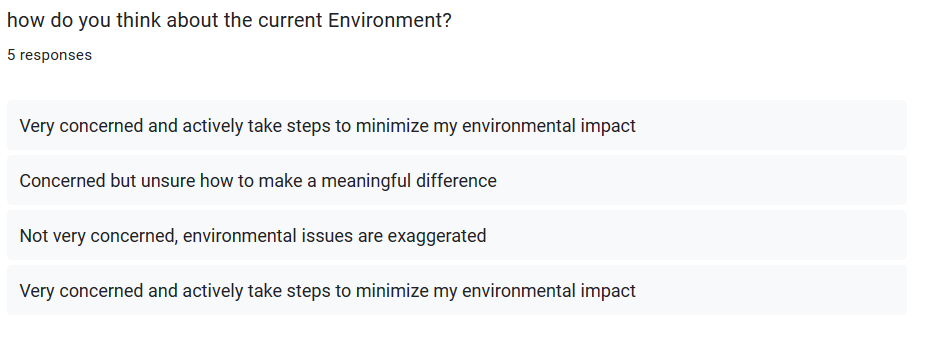 how do you think about the current Environment?
5 responses
Very concerned and actively take steps to minimize my environmental impact
Concerned but unsure how to make a meaningful difference
Not very concerned, environmental issues are exaggerated
Very concerned and actively take steps to minimize my environmental impact